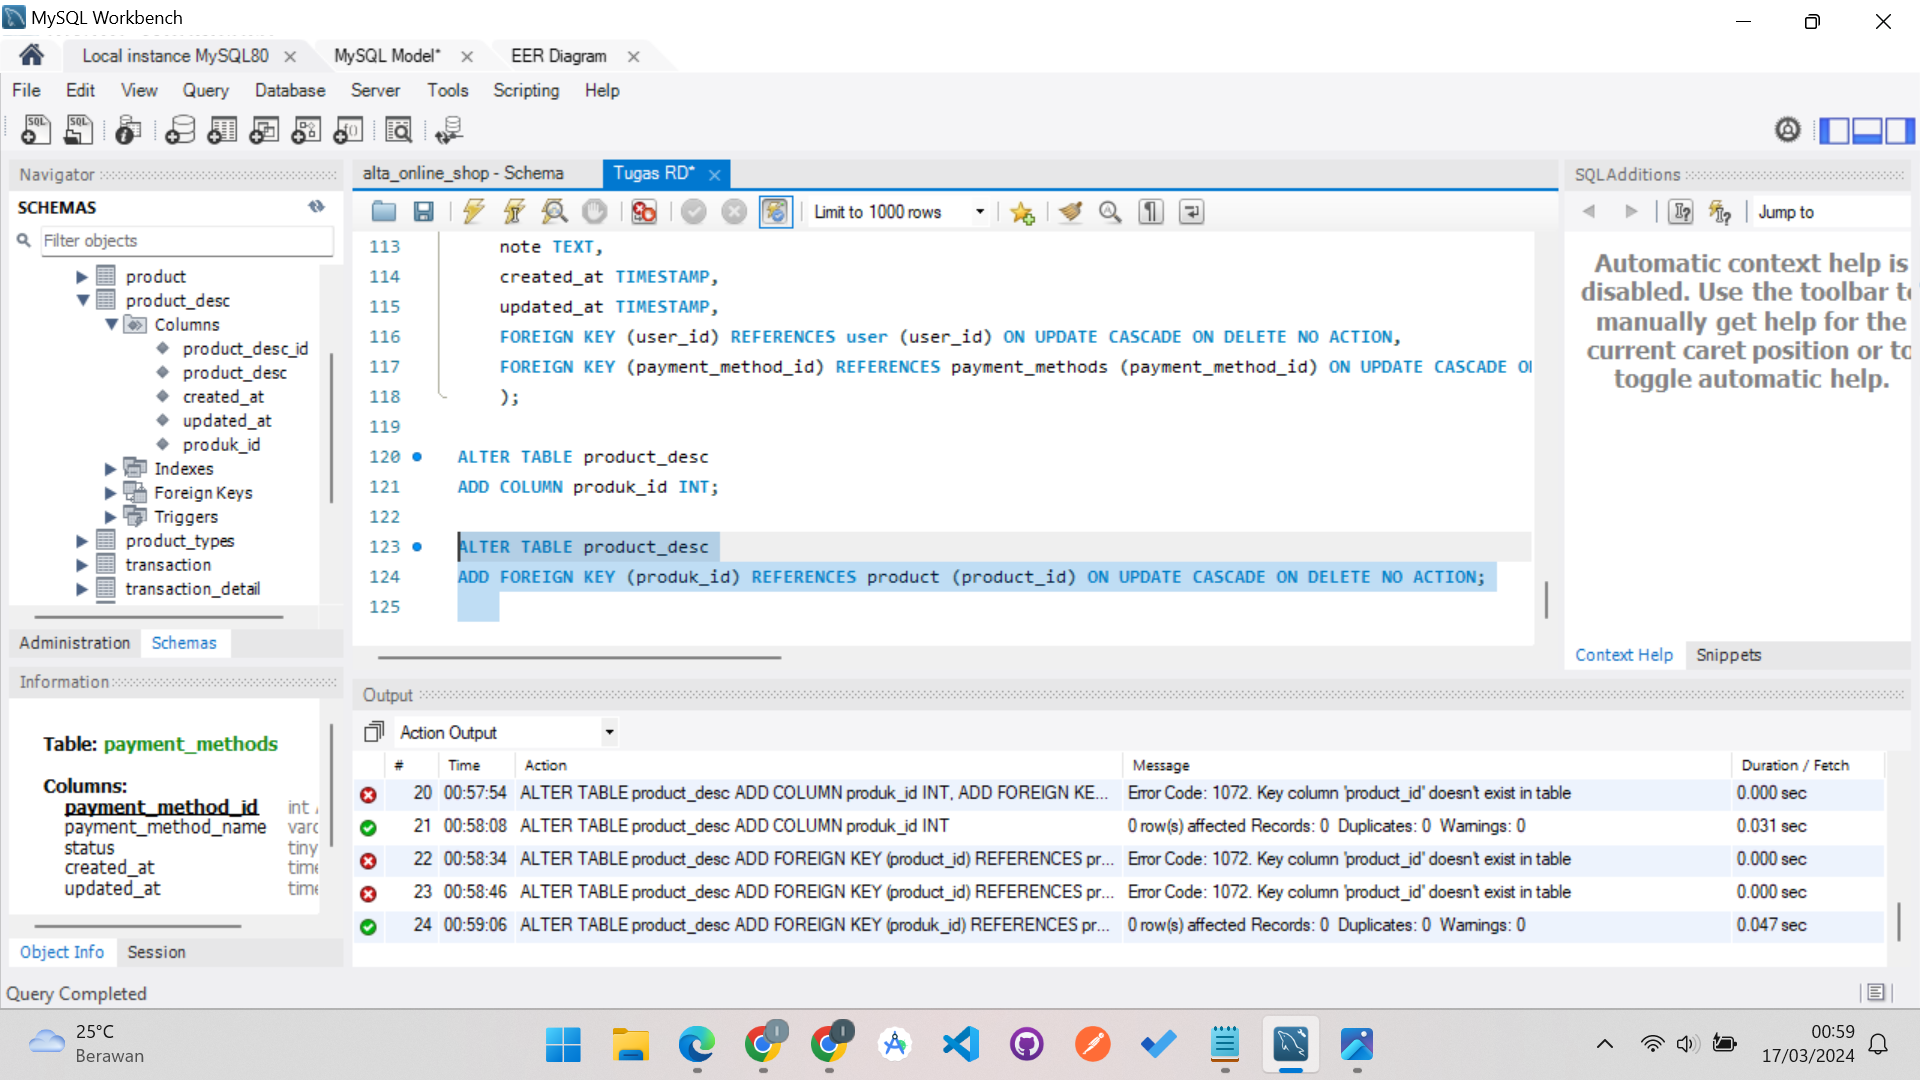 MySQL Workbench
Local instance MySQL80
MySQL Model*
EER Diagram
File Edit View Query Database Server Tools Scripting Help
Navigator
SCHEMAS
Filter objects
product
product_desc
Columns
product_desc_id
product_desc
created_at
updated_at
produk_id
Indexes
Foreign Keys
Triggers
product_types
transaction
transaction_detail
Administration Schemas
Information
Table: payment_methods
Columns:
payment_method_id int
payment_method_name varc
status tiny
created_at time
updated_at time
Object Info Session
Query Completed
alta_online_shop - Schema
Tugas RD*
Limit to 1000 rows
113 note TEXT,
114 created_at TIMESTAMP,
115 updated_at TIMESTAMP,
116 FOREIGN KEY (user_id) REFERENCES user (user_id) ON UPDATE CASCADE ON DELETE NO ACTION,
117 FOREIGN KEY (payment_method_id) REFERENCES payment_methods (payment_method_id) ON UPDATE CASCADE
118 );
119
120 ALTER TABLE product_desc
121 ADD COLUMN produk_id INT;
122
123 ALTER TABLE product_desc
124 ADD FOREIGN KEY (produk_id) REFERENCES product (product_id) ON UPDATE CASCADE ON DELETE NO ACTION;
125
SQLAdditions
Jump to
Automatic context help is
disabled. Use the toolbar to
manually get help for the
current caret position or to
toggle automatic help.
Context Help Snippets
Output
Action Output
# Time Action Message Duration / Fetch
20 00:57:54 ALTER TABLE product_desc ADD COLUMN produk_id INT, ADD FOREIGN KE... Error Code: 1072. Key column 'product_id' doesn't exist in table 0.000 sec
21 00:58:08 ALTER TABLE product_desc ADD COLUMN produk_id INT 0 row(s) affected Records: 0 Duplicates: 0 Warnings: 0 0.031 sec
22 00:58:34 ALTER TABLE product_desc ADD FOREIGN KEY (product_id) REFERENCES pr... Error Code: 1072. Key column 'product_id' doesn't exist in table 0.000 sec
23 00:58:46 ALTER TABLE product_desc ADD FOREIGN KEY (product_id) REFERENCES pr... Error Code: 1072. Key column 'product_id' doesn't exist in table 0.000 sec
24 00:59:06 ALTER TABLE product_desc ADD FOREIGN KEY (produk_id) REFERENCES pr... 0 row(s) affected Records: 0 Duplicates: 0 Warnings: 0 0.047 sec
25°C
Berawan
00:59
17/03/2024